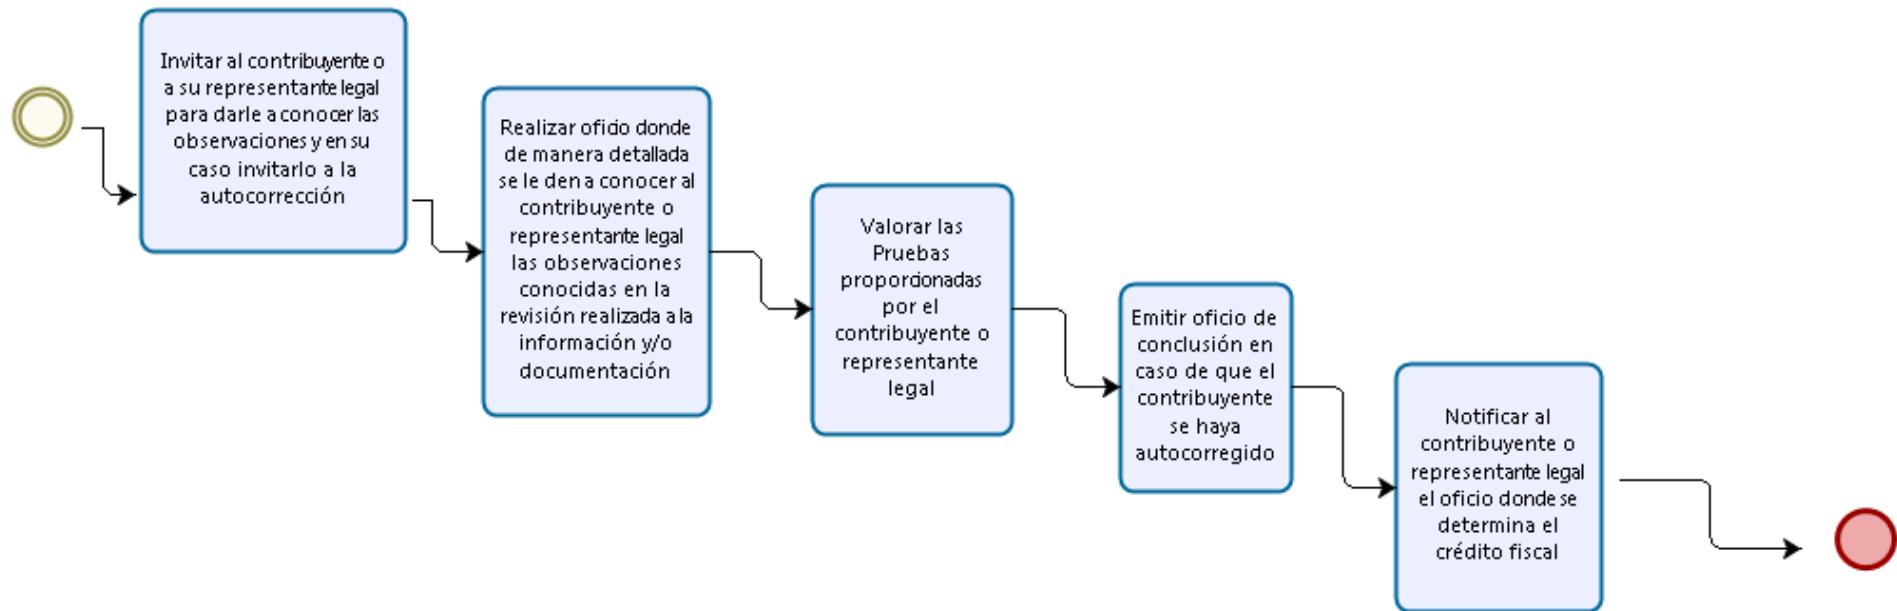 Invitar al contribuyente o
a su representante legal
para darle a conocer las
observaciones y en su
caso invitarlo a la
autocorrección
Realizar oficio donde
de manera detallada
se le den a conocer al
contribuyente o
representante legal
las observaciones
conocidas en la
revisión realizada a la
información y/o
documentación
Valorar las
Pruebas
proporcionadas
por el
contribuyente o
representante
legal
Emitir oficio de
conclusión en
caso de que el
contribuyente
se haya
autocorregido
Notificar al
contribuyente o
representante legal
el oficio donde se
determina el
crédito fiscal